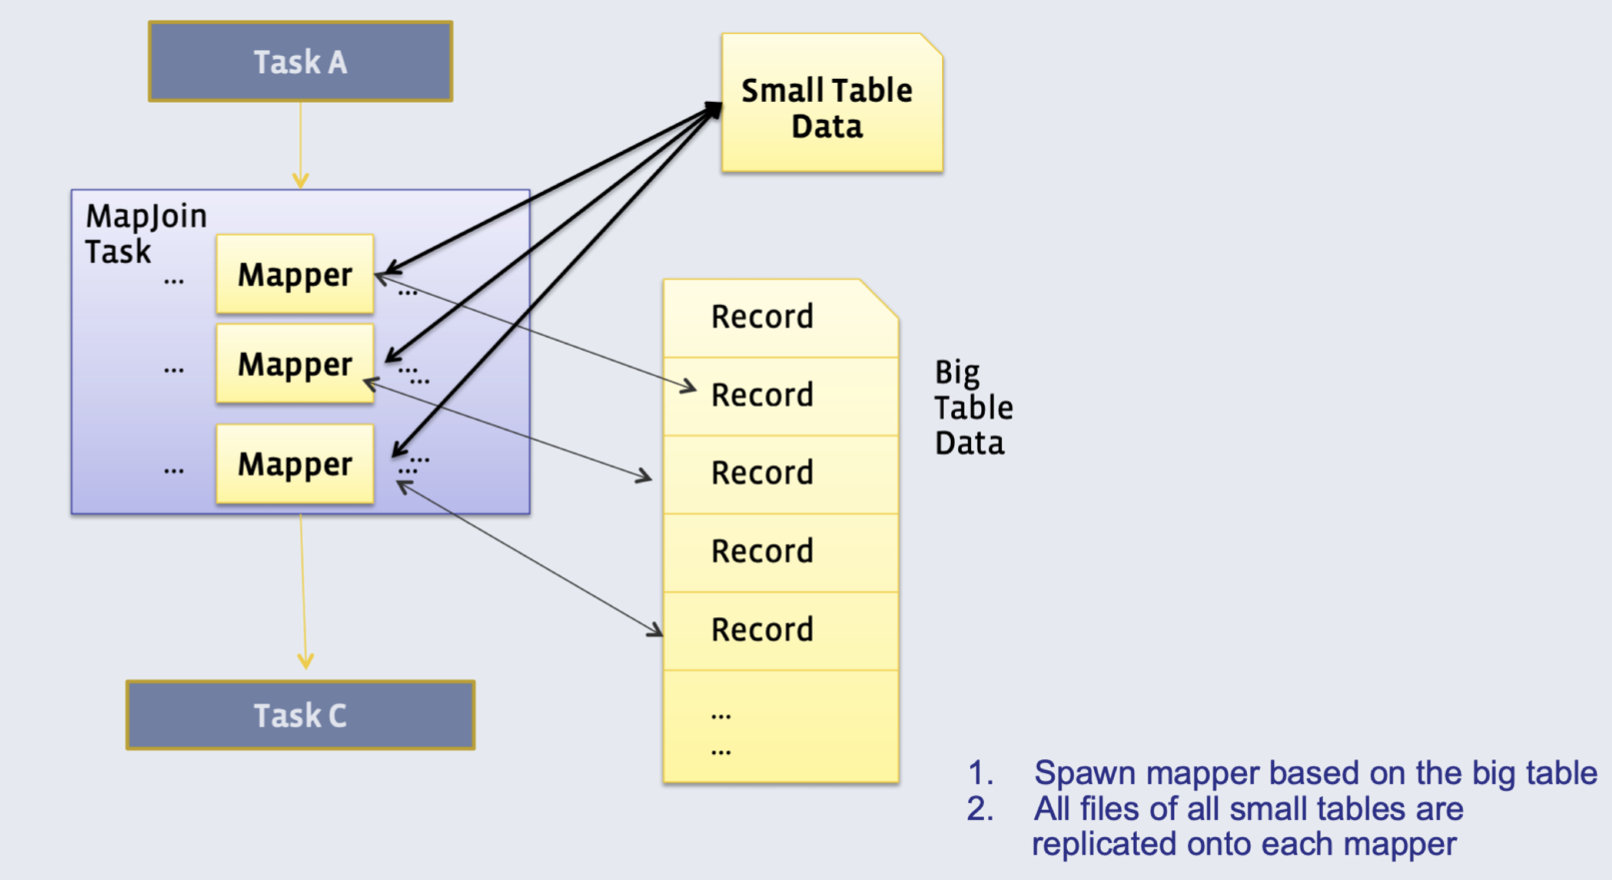 Task A
Small Table
Data
MapJoin
Task
... Mapper ...
... Mapper ...
...
... Mapper ...
...
Record
Record
Record
Record
Record
...
...
Big
Table
Data
Task C
1. Spawn mapper based on the big table
2. All files of all small tables are
replicated onto each mapper